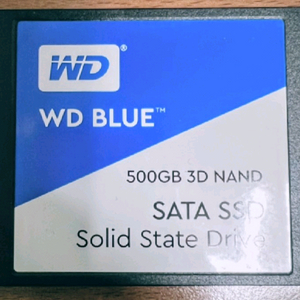 WD®
WD BLUE™
500GB 3D NAND
SATA SSD
Solid State Drive